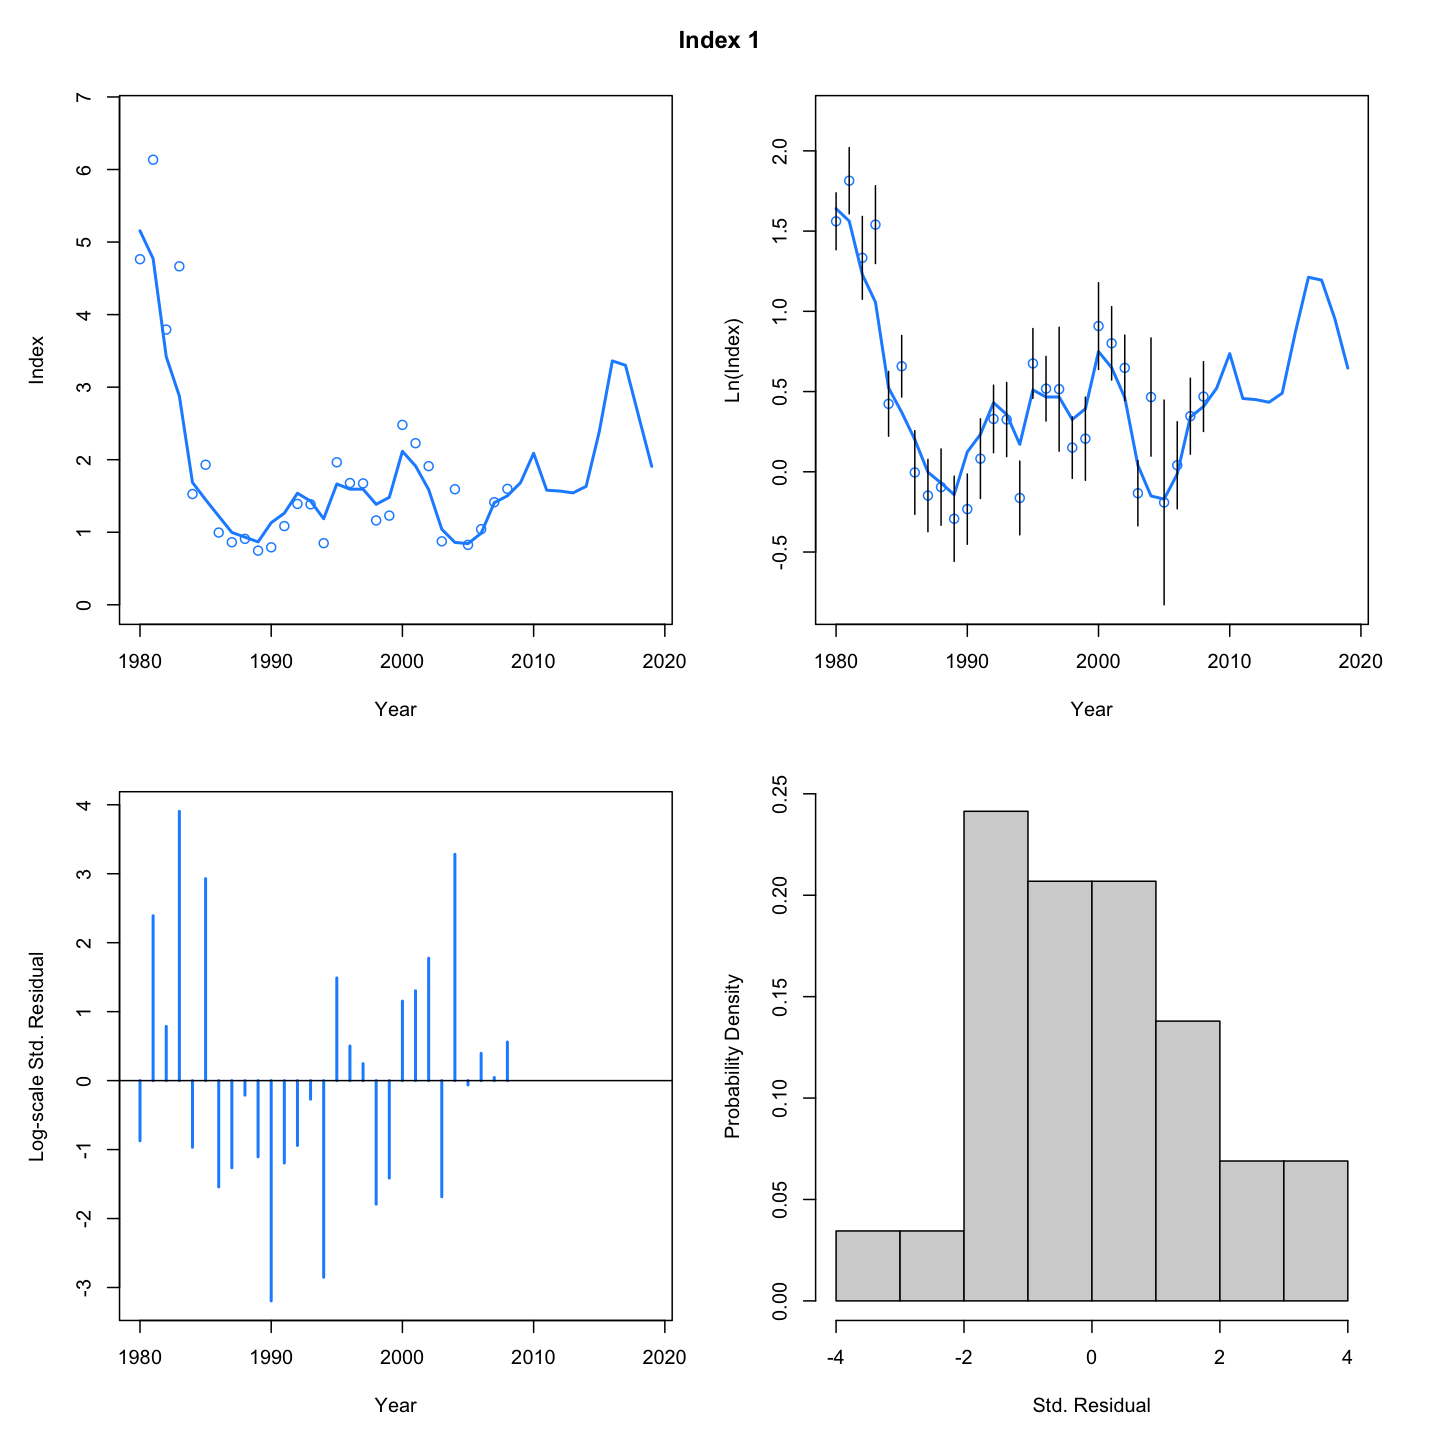 Index 1
Index
7
6
5
4
3
2
1
0
1980 1990 2000 2010 2020
Year
Ln(Index)
2.0
1.5
1.0
0.5
0.0
-0.5
1980 1990 2000 2010 2020
Year
Log-scale Std. Residual
4
3
2
1
0
-1
-2
-3
1980 1990 2000 2010 2020
Year
Probability Density
0.25
0.20
0.15
0.10
0.05
0.00
-4 -2 0 2 4
Std. Residual